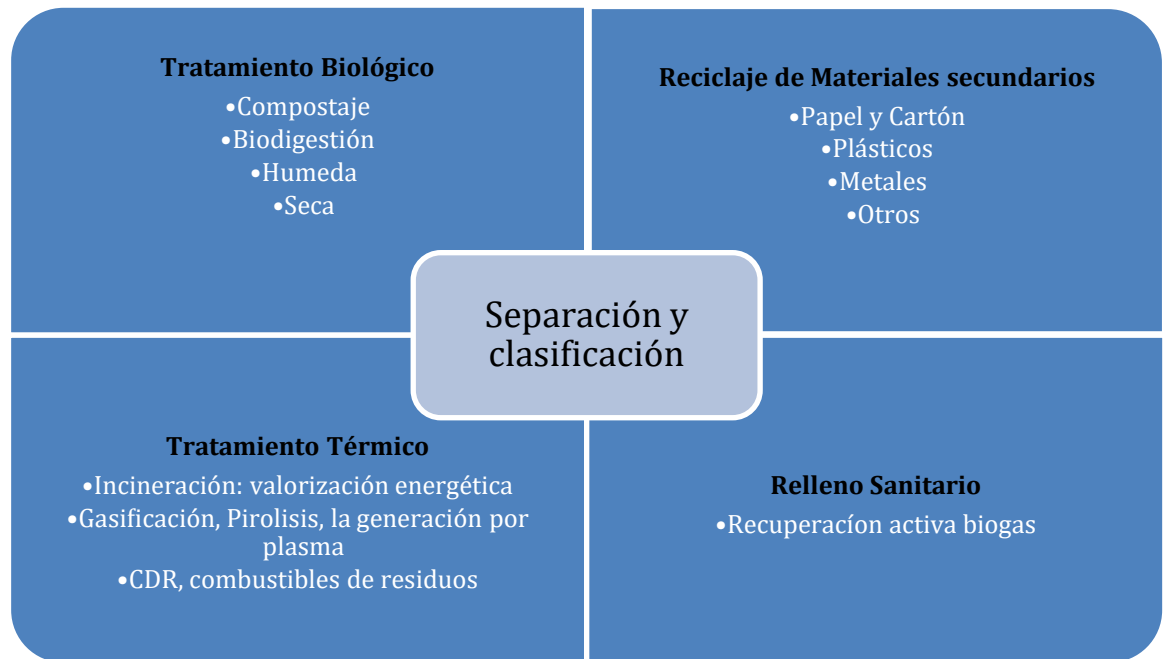 Tratamiento Biológico
•Compostaje
•Biodigestión
•Humeda
•Seca
Reciclaje de Materiales secundarios
•Papel y Cartón
•Plásticos
•Metales
•Otros
Separación y
clasificación
Tratamiento Térmico
•Incineración: valorización energética
•Gasificación, Pirolisis, la generación por
plasma
•CDR, combustibles de residuos
Relleno Sanitario
•Recuperacíon activa biogas